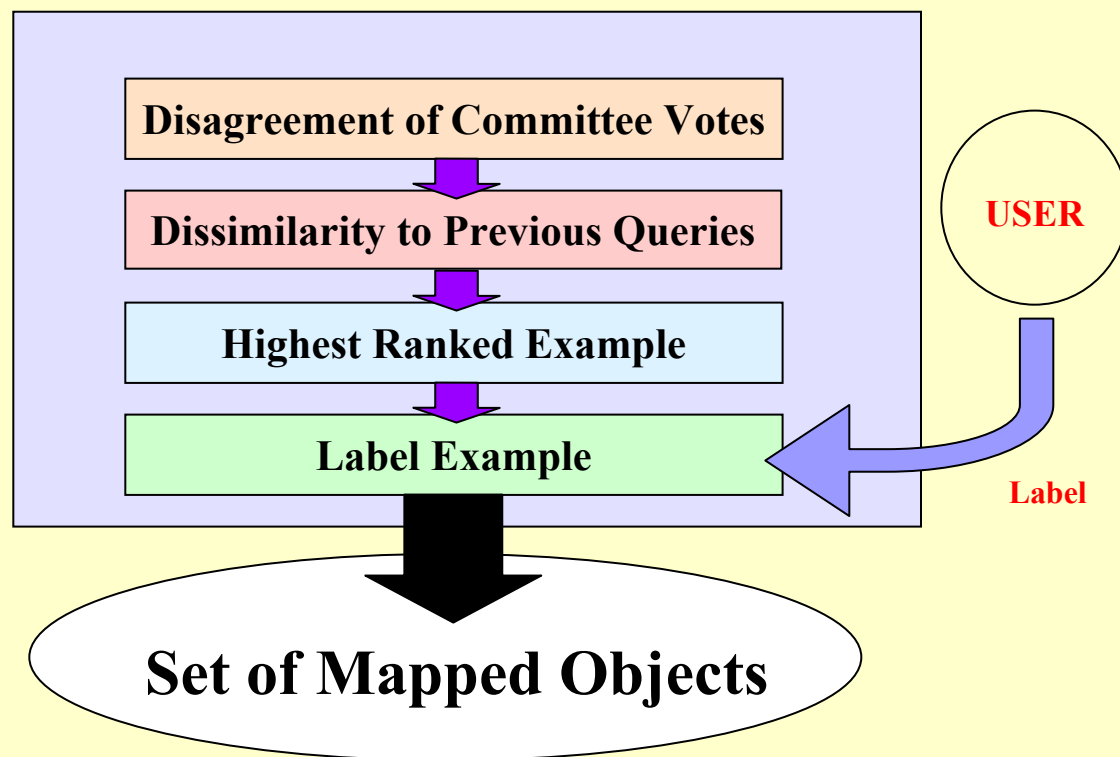 Disagreement of Committee Votes
Dissimilarity to Previous Queries
USER
Highest Ranked Example
Label Example
Label
Set of Mapped Objects